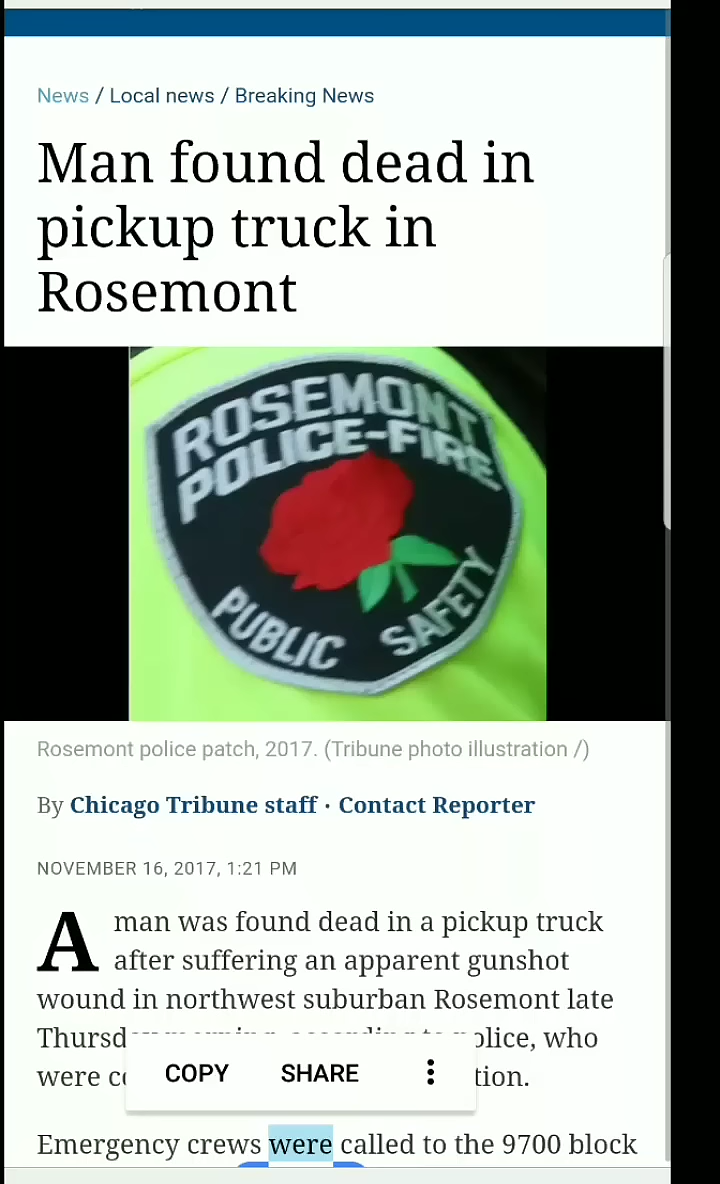 News / Local news / Breaking News
Man found dead in
pickup truck in
Rosemont
ROSEMONT
POLICE-FIRE
PUBLIC SAFETY
Rosemont police patch, 2017. (Tribune photo illustration /)
By Chicago Tribune staff · Contact Reporter
NOVEMBER 16, 2017, 1:21 PM
A man was found dead in a pickup truck
after suffering an apparent gunshot
wound in northwest suburban Rosemont late
who
were
COPY SHARE
Emergency crews were called to the 9700 block